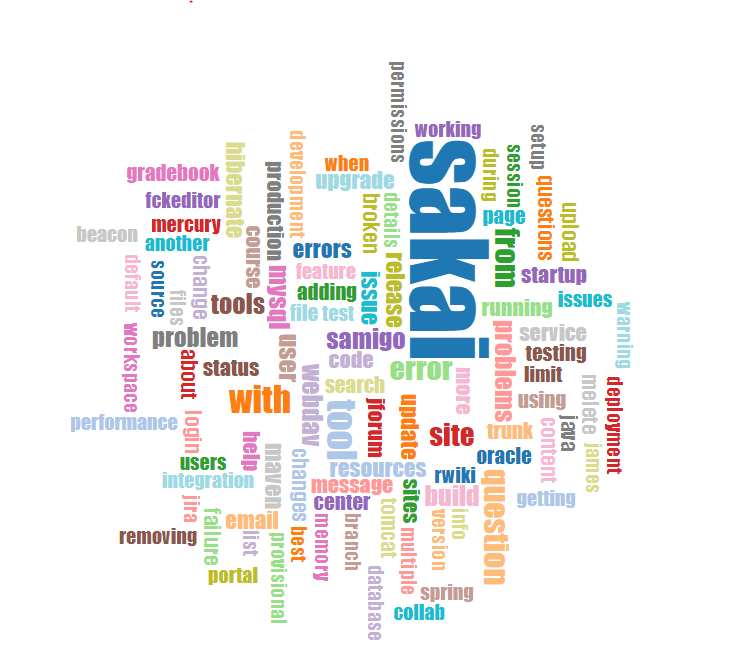 permissions
working
sakai
during
session
setup
development
hibernate
production
when
upgrade
gradebook
fckeditor
mercury
another
beacon
details
broken
page
questions
upload
from
course
errors
feature
adding
file
test
issue
release
startup
issues
running
default
source
files
change
tools
mysql
samigo
code
problem
user
workspace
about
status
error
problems
service
testing
limit
warning
with
webdav
search
tool
jforum
update
more
using
melete
java
deployment
performance
login
site
trunk
content
james
users
help
integration
maven
changes
resources
message
center
oracle
rwiki
build
sites
question
getting
jira
failure
email
list
removing
best
memory
branch
tomcat
multiple
version
info
portal
provisional
database
spring
collab